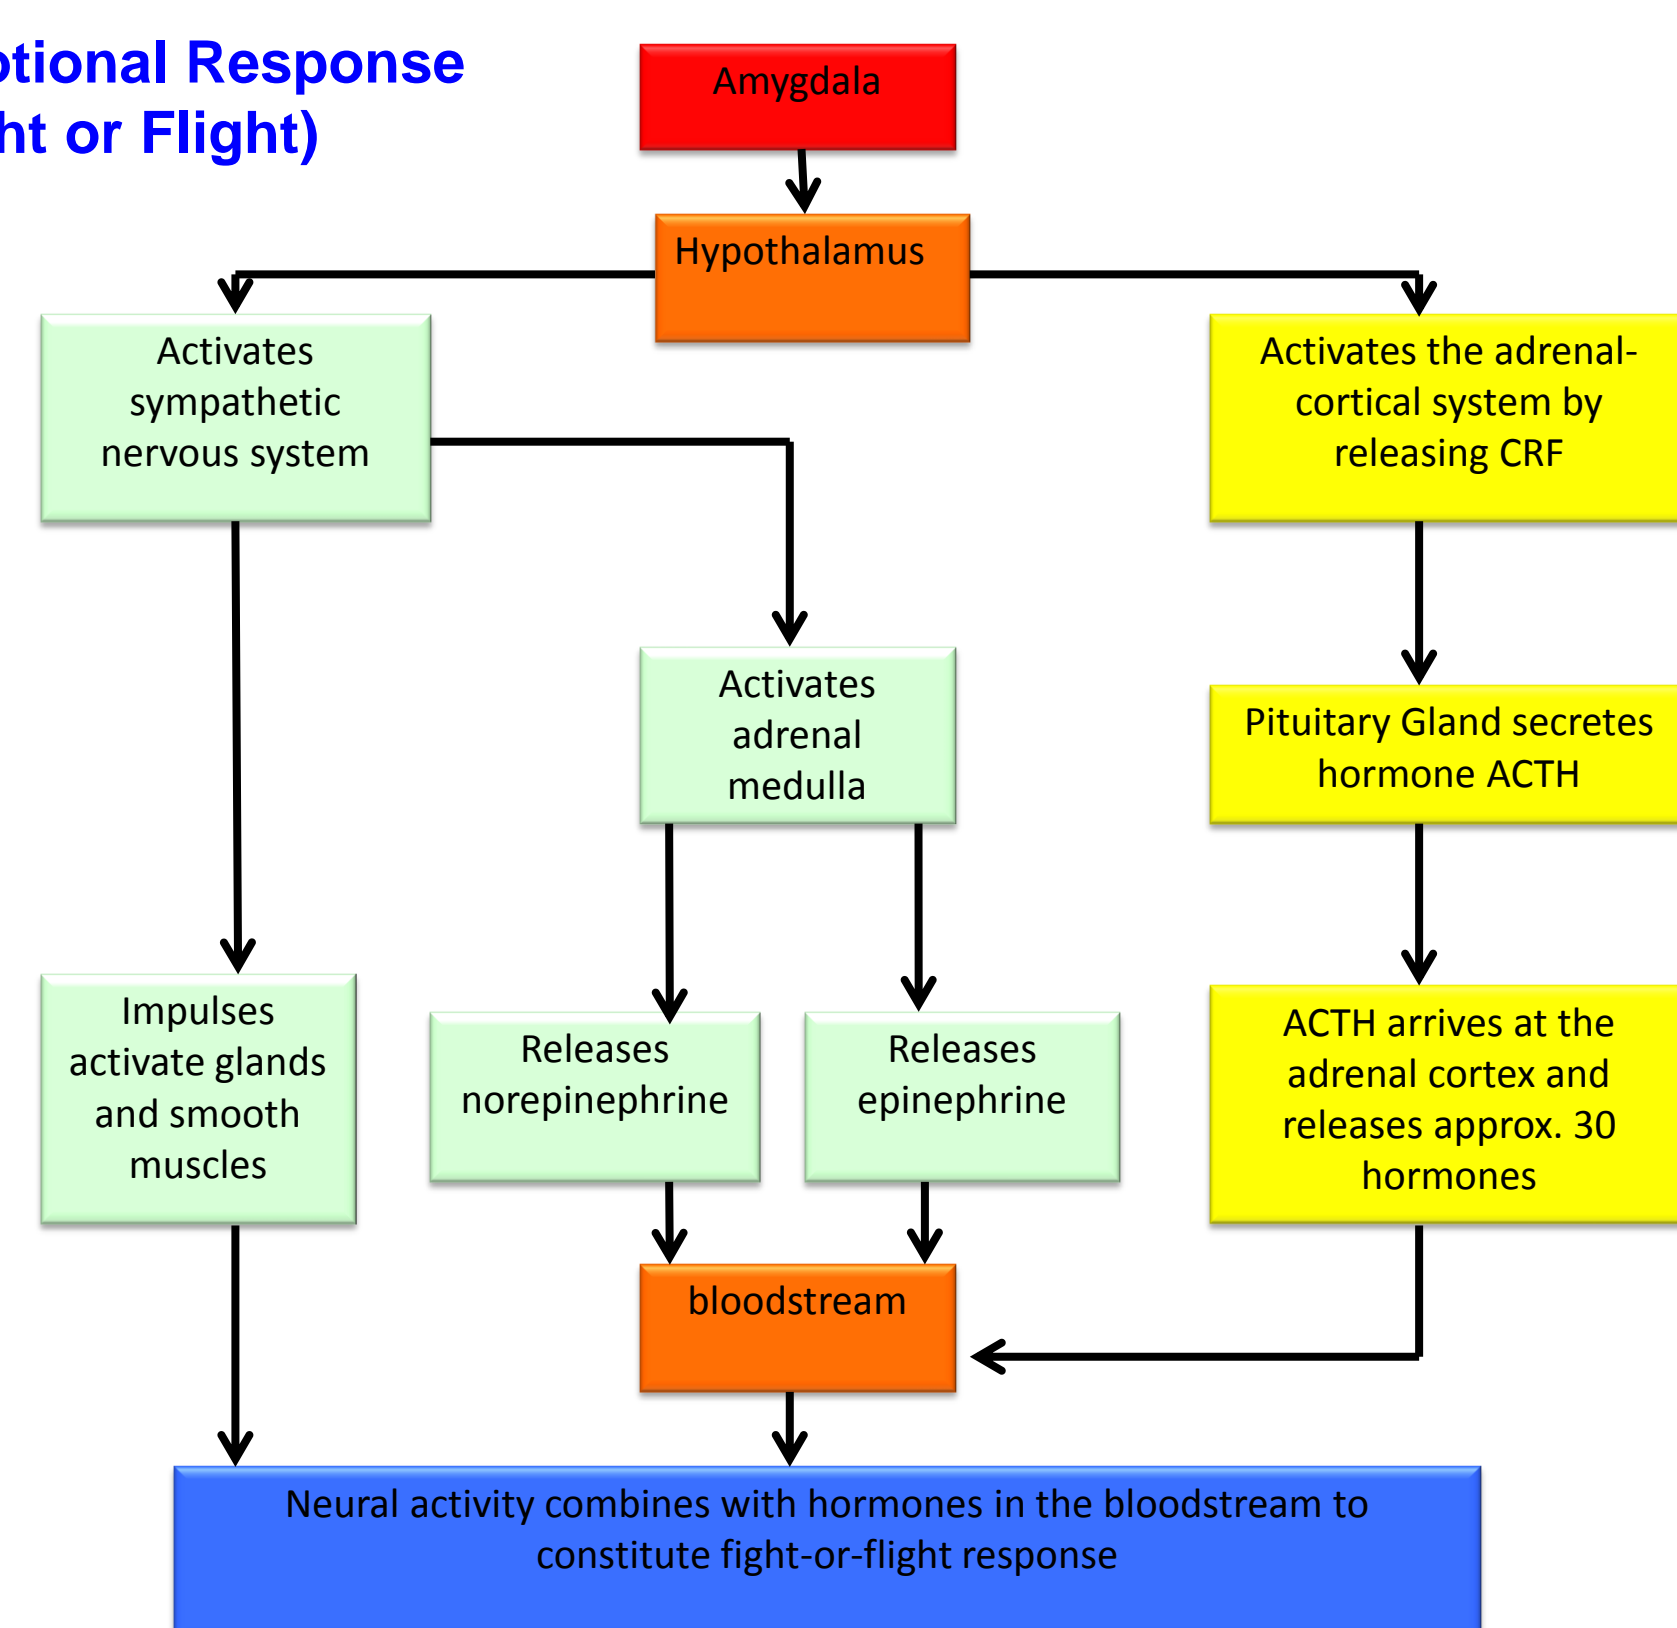 otional Response
ht or Flight)
Amygdala
Hypothalamus
Activates
sympathetic
nervous system
Activates the adrenal-
cortical system by
releasing CRF
Activates
adrenal
medulla
Pituitary Gland secretes
hormone ACTH
Impulses
activate glands
and smooth
muscles
Releases
norepinephrine
Releases
epinephrine
ACTH arrives at the
adrenal cortex and
releases approx. 30
hormones
bloodstream
Neural activity combines with hormones in the bloodstream to
constitute fight-or-flight response